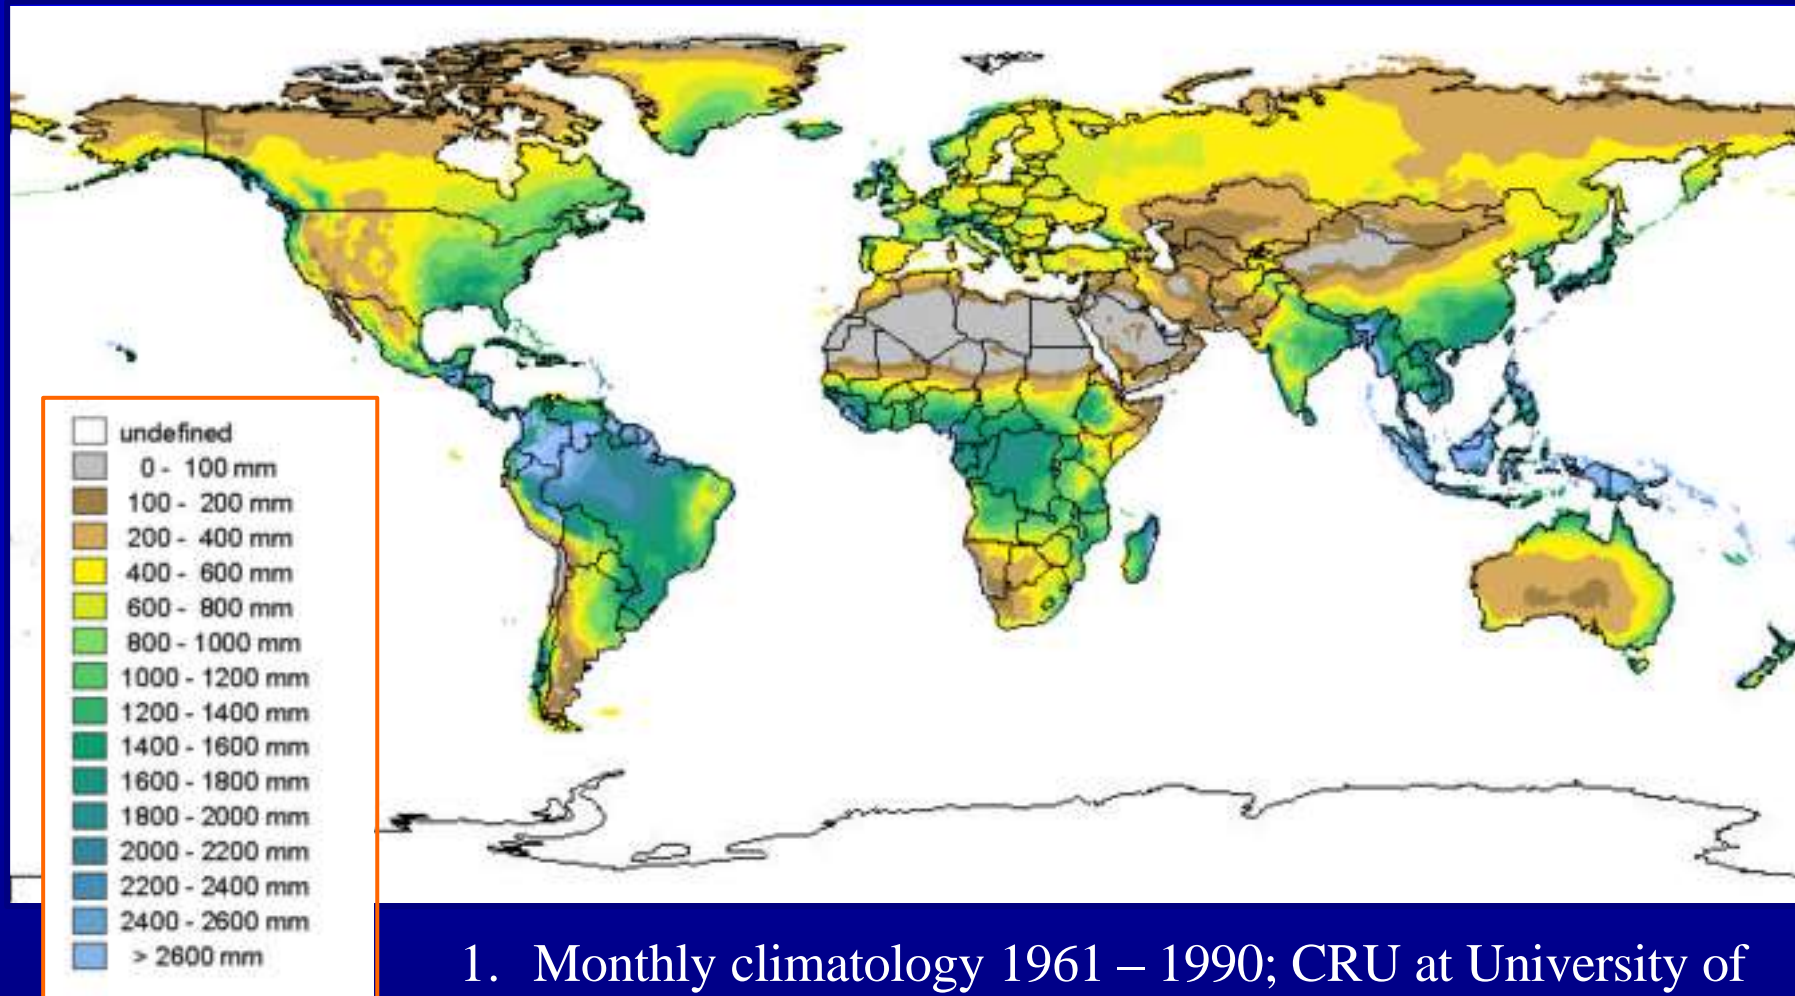 undefined
0 - 100 mm
100 - 200 mm
200 - 400 mm
400 - 600 mm
600 - 800 mm
800 - 1000 mm
1000 - 1200 mm
1200 - 1400 mm
1400 - 1600 mm
1600 - 1800 mm
1800 - 2000 mm
2000 - 2200 mm
2200 - 2400 mm
2400 - 2600 mm
> 2600 mm
1. Monthly climatology 1961 – 1990; CRU at University of